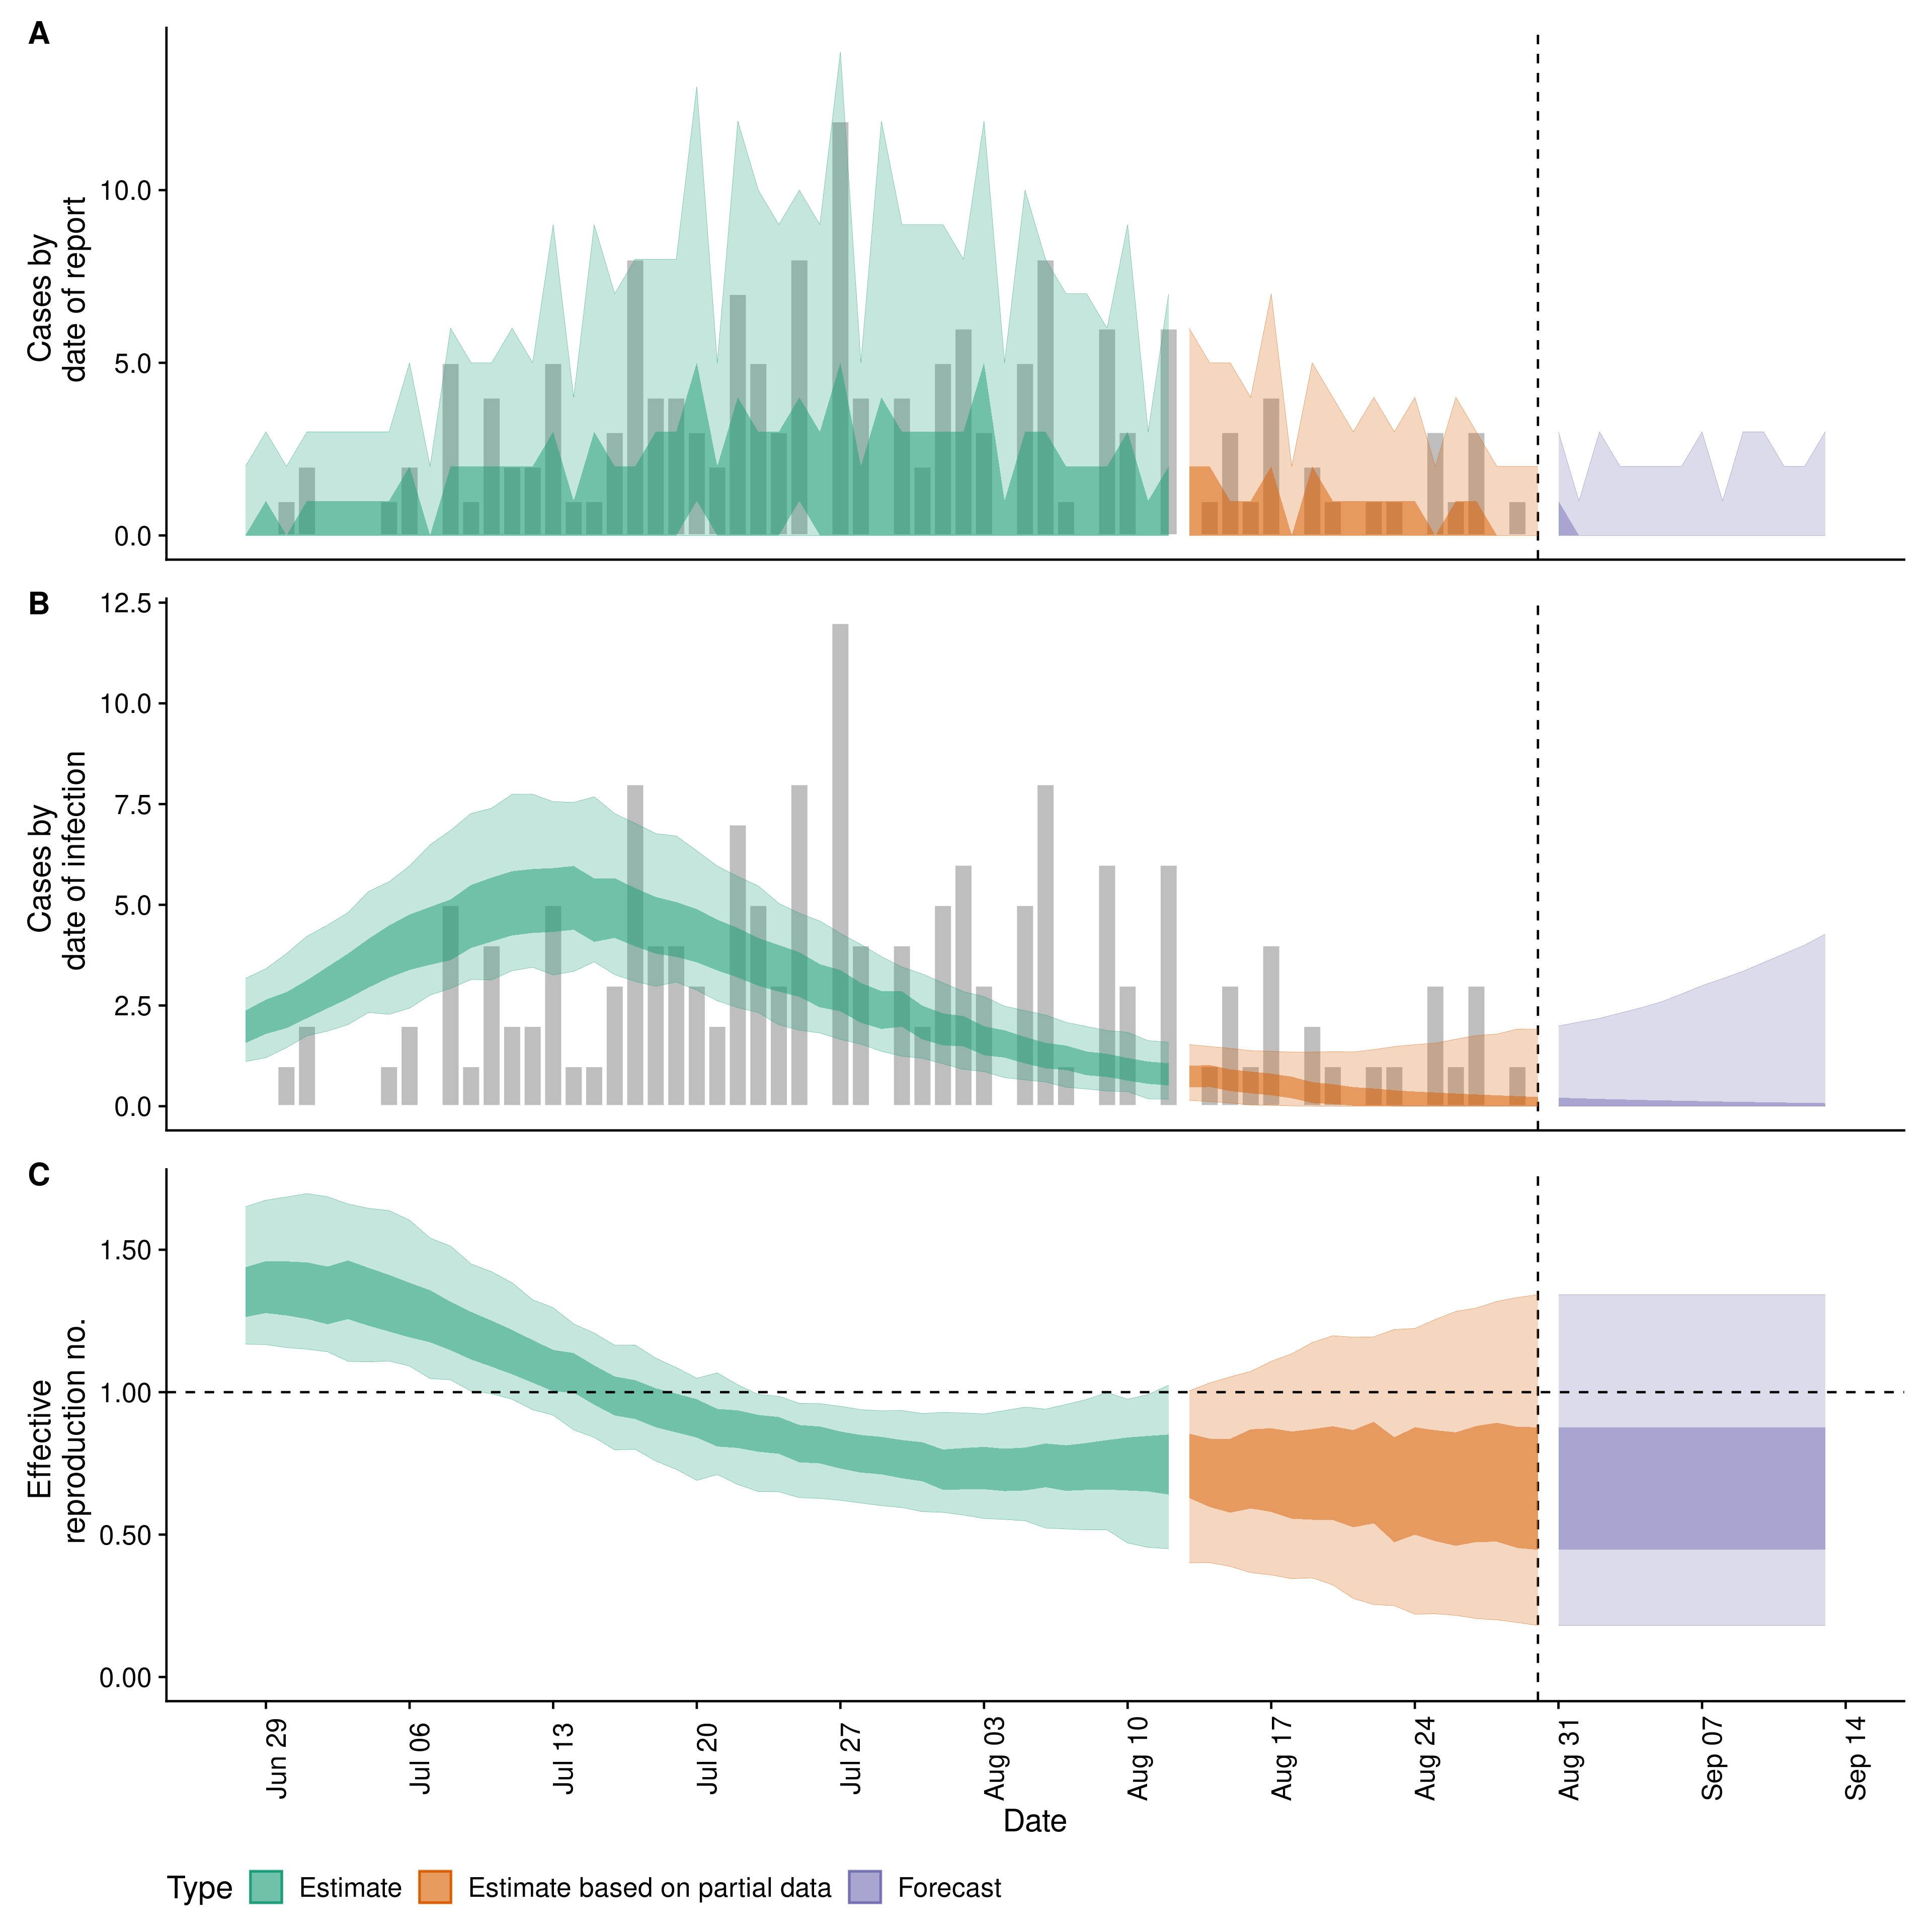 A
Cases by
date of report
10.0
5.0
0.0
B
Cases by
date of infection
12.5
10.0
7.5
5.0
2.5
0.0
C
Effective
reproduction no.
1.50
1.00
0.50
0.00
Jun 29
Jul 06
Jul 13
Jul 20
Jul 27
Aug 03
Aug 10
Aug 17
Aug 24
Aug 31
Sep 07
Sep 14
Date
Type Estimate Estimate based on partial data Forecast